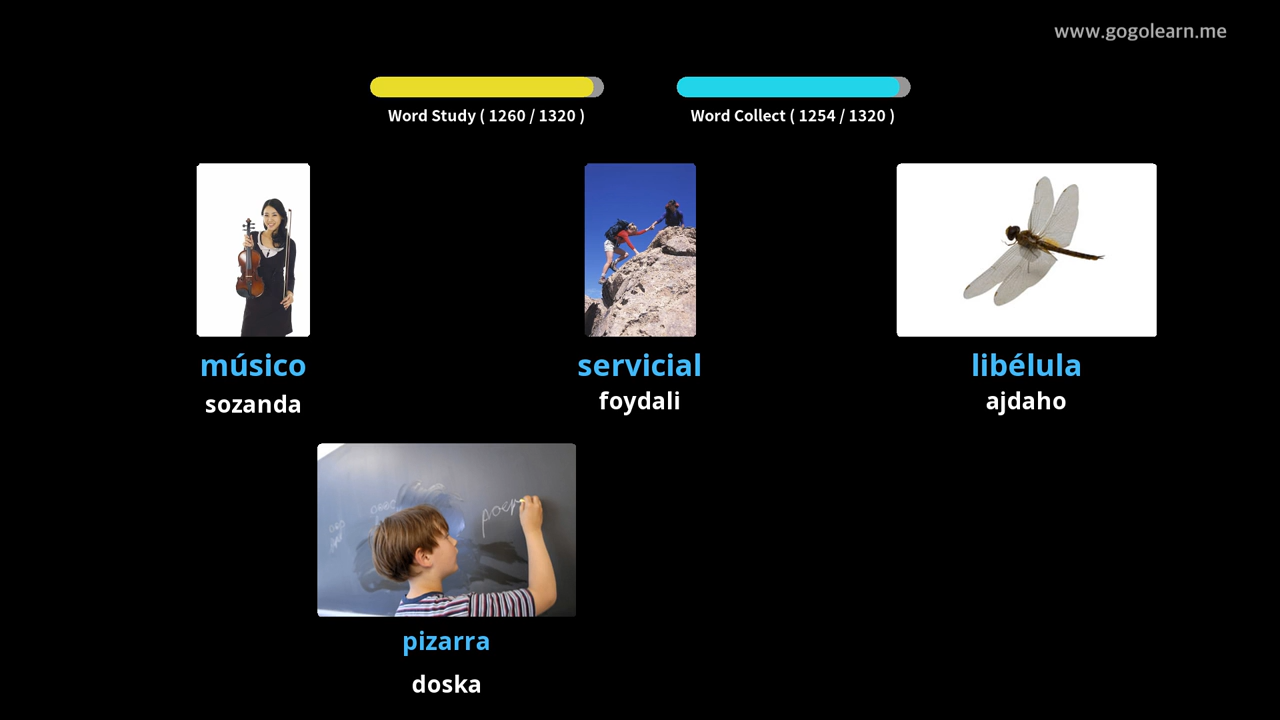 www.gogolearn.me
Word Study ( 1260 / 1320 )
Word Collect ( 1254 / 1320 )
músico
servicial
libélula
sozanda
foydali
ajdaho
poem
pizarra
doska